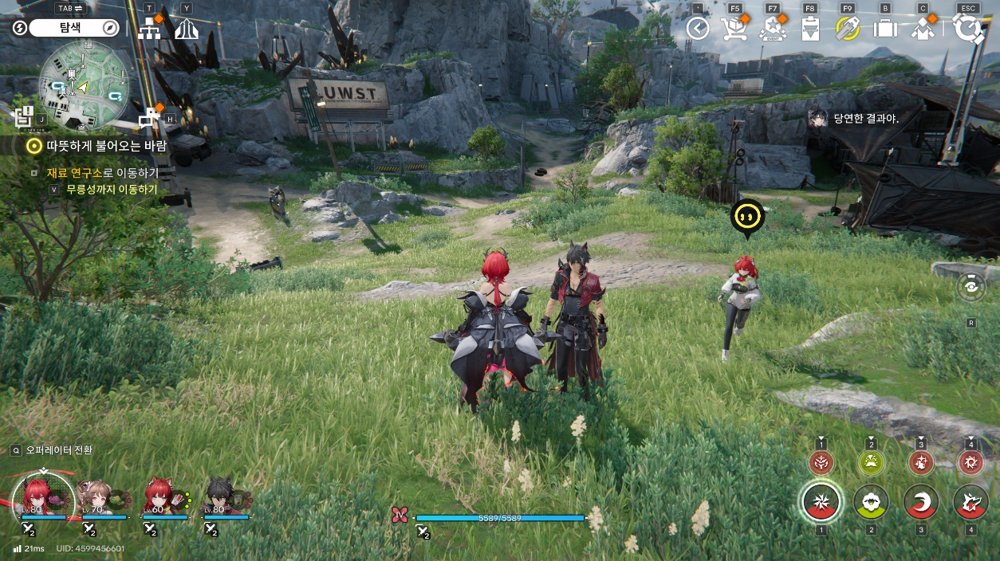 TAB
T
Y
탐색
F5
F7
F8
F9
B
C
ESC
EVENT
LUWST
J
H
따뜻하게 불어오는 바람
재료 연구소로 이동하기
V 무릉성까지 이동하기
당연한 결과야.
R
Q 오퍼레이터 전환
1 2 3 4
Lv.80 Lv.70 Lv.60 Lv.80
2 2 2 2
IV
5589/5589
2
1 2 3 4
21ms UID: 4599456601